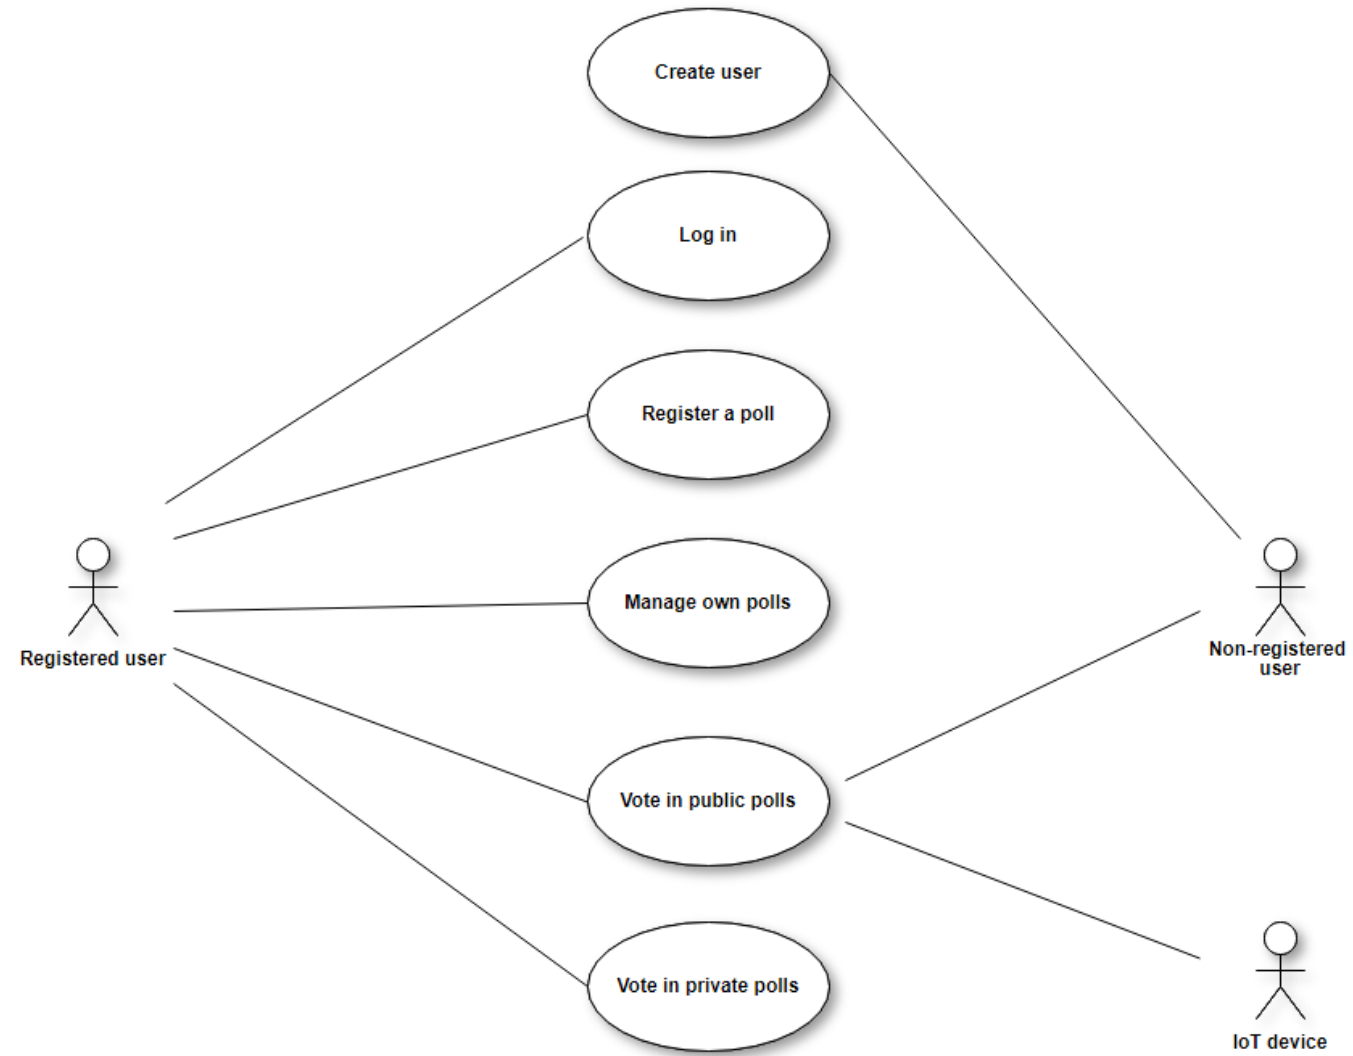 Create user
Log in
Register a poll
Manage own polls
Registered user
Non-registered
user
Vote in public polls
Vote in private polls
IoT device